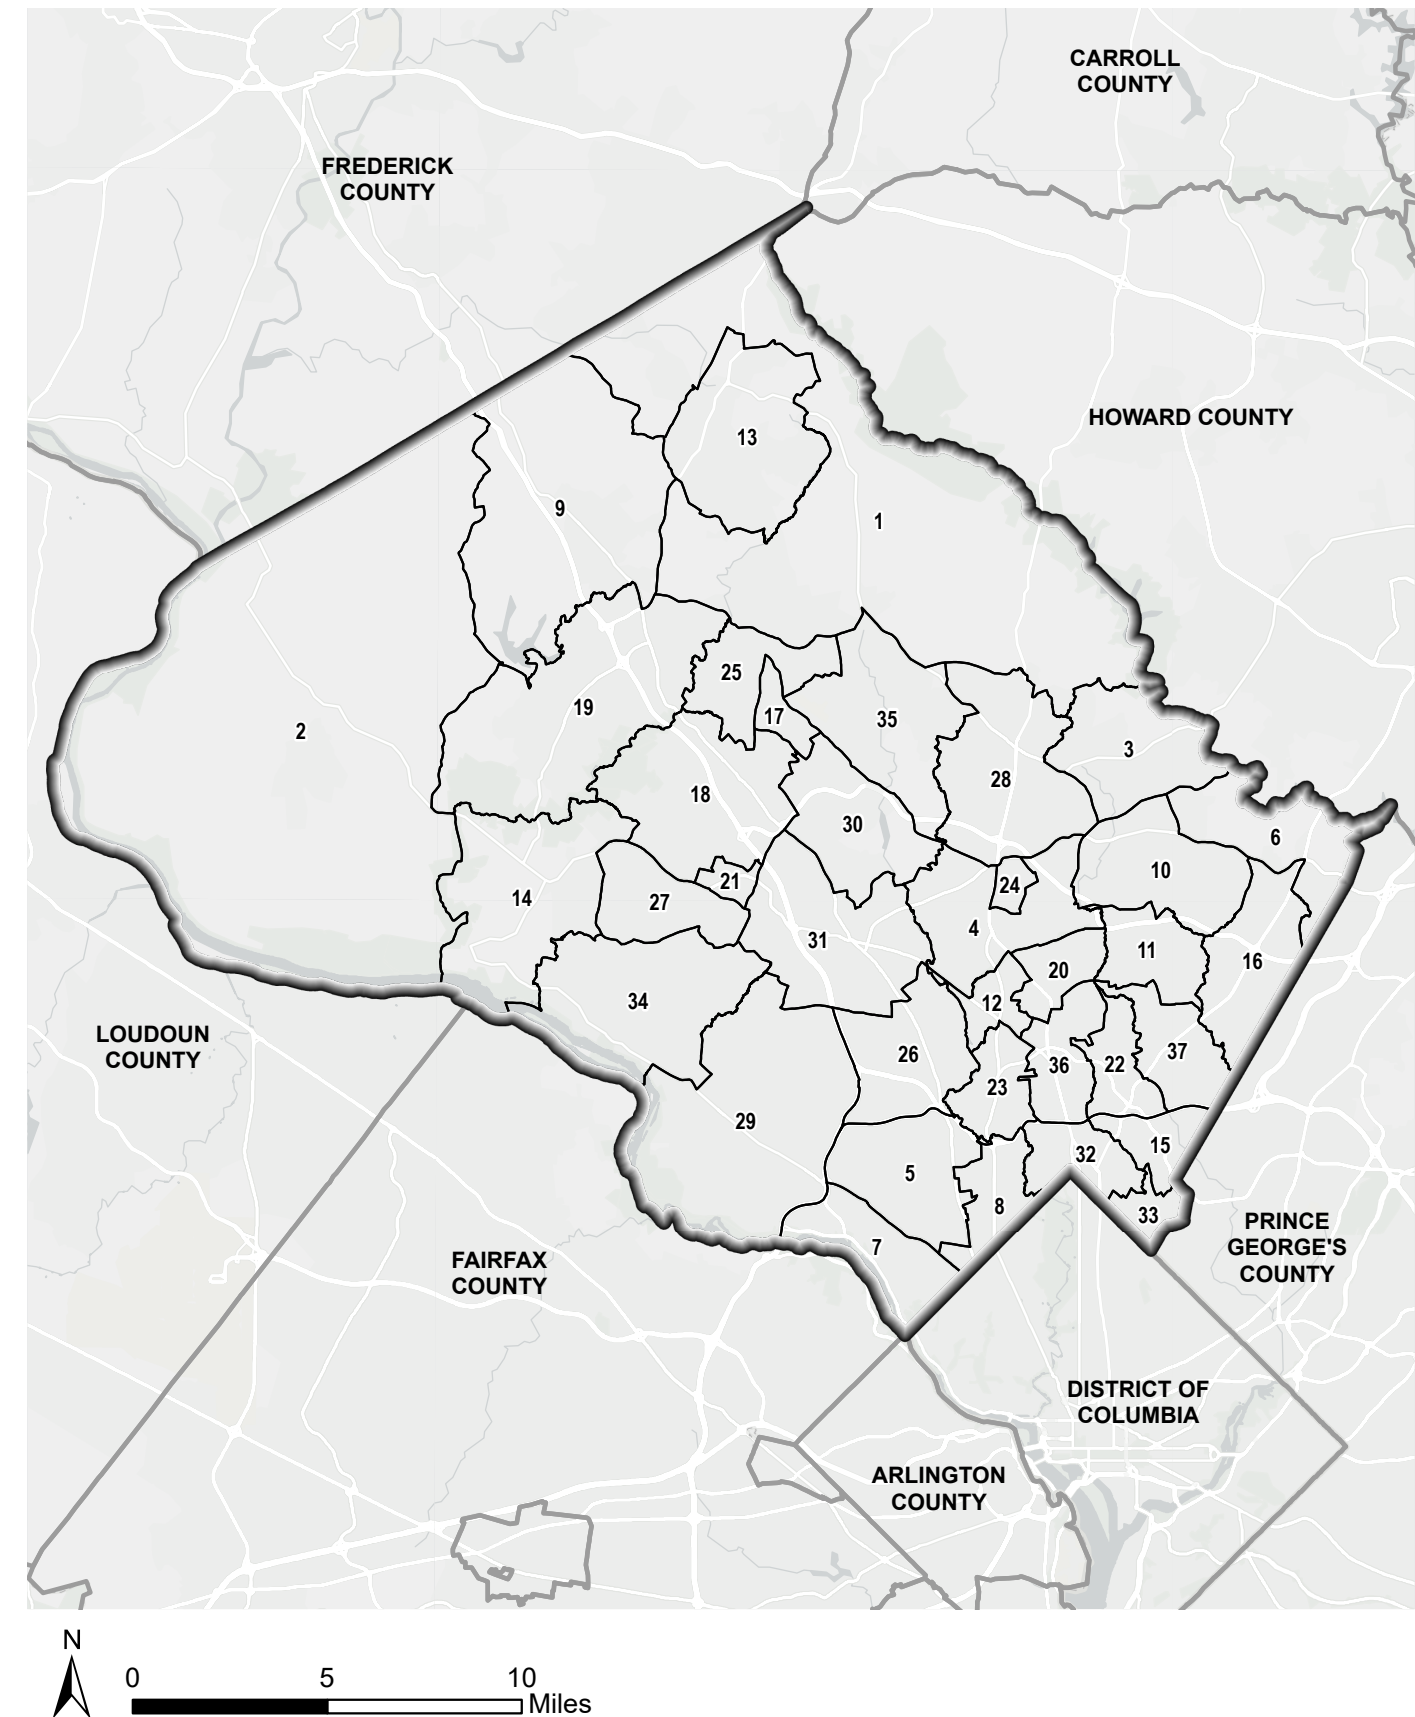 CARROLL
COUNTY
FREDERICK
COUNTY
HOWARD COUNTY
13
9
1
25
17
19
35
2
3
28
18
30
6
10
21
24
14
27
4
31
11
16
20
34
12
LOUDOUN
COUNTY
26
37
36
22
23
29
15
32
5
8
33
PRINCE
GEORGE'S
COUNTY
7
FAIRFAX
COUNTY
DISTRICT OF
COLUMBIA
ARLINGTON
COUNTY
N
0 5 10
Miles